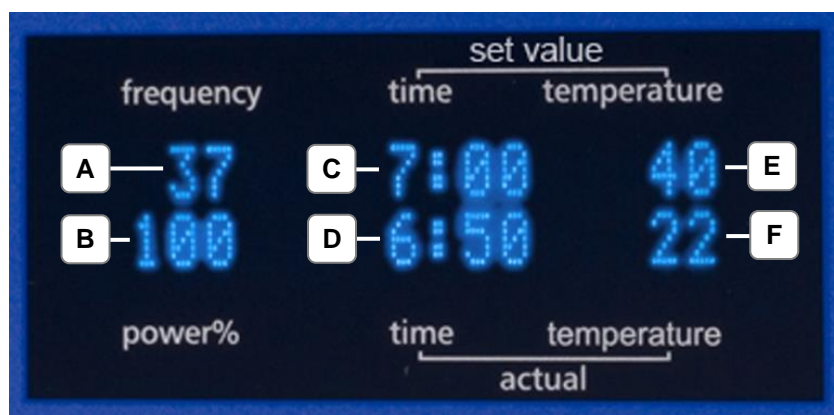 set value
frequency time temperature
A 37 C 7:00 40 E
B 100 D 6:50 22 F
power% time temperature
actual